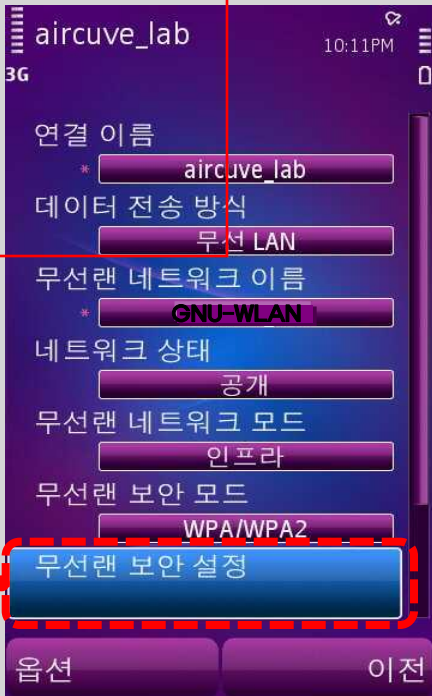 aircuve_lab
10:11PM
3G
연결 이름
* aircuve_lab
데이터 전송 방식
무선 LAN
무선랜 네트워크 이름
* GNU-WLAN
네트워크 상태
공개
무선랜 네트워크 모드
인프라
무선랜 보안 모드
WPA/WPA2
무선랜 보안 설정
옵션 이전